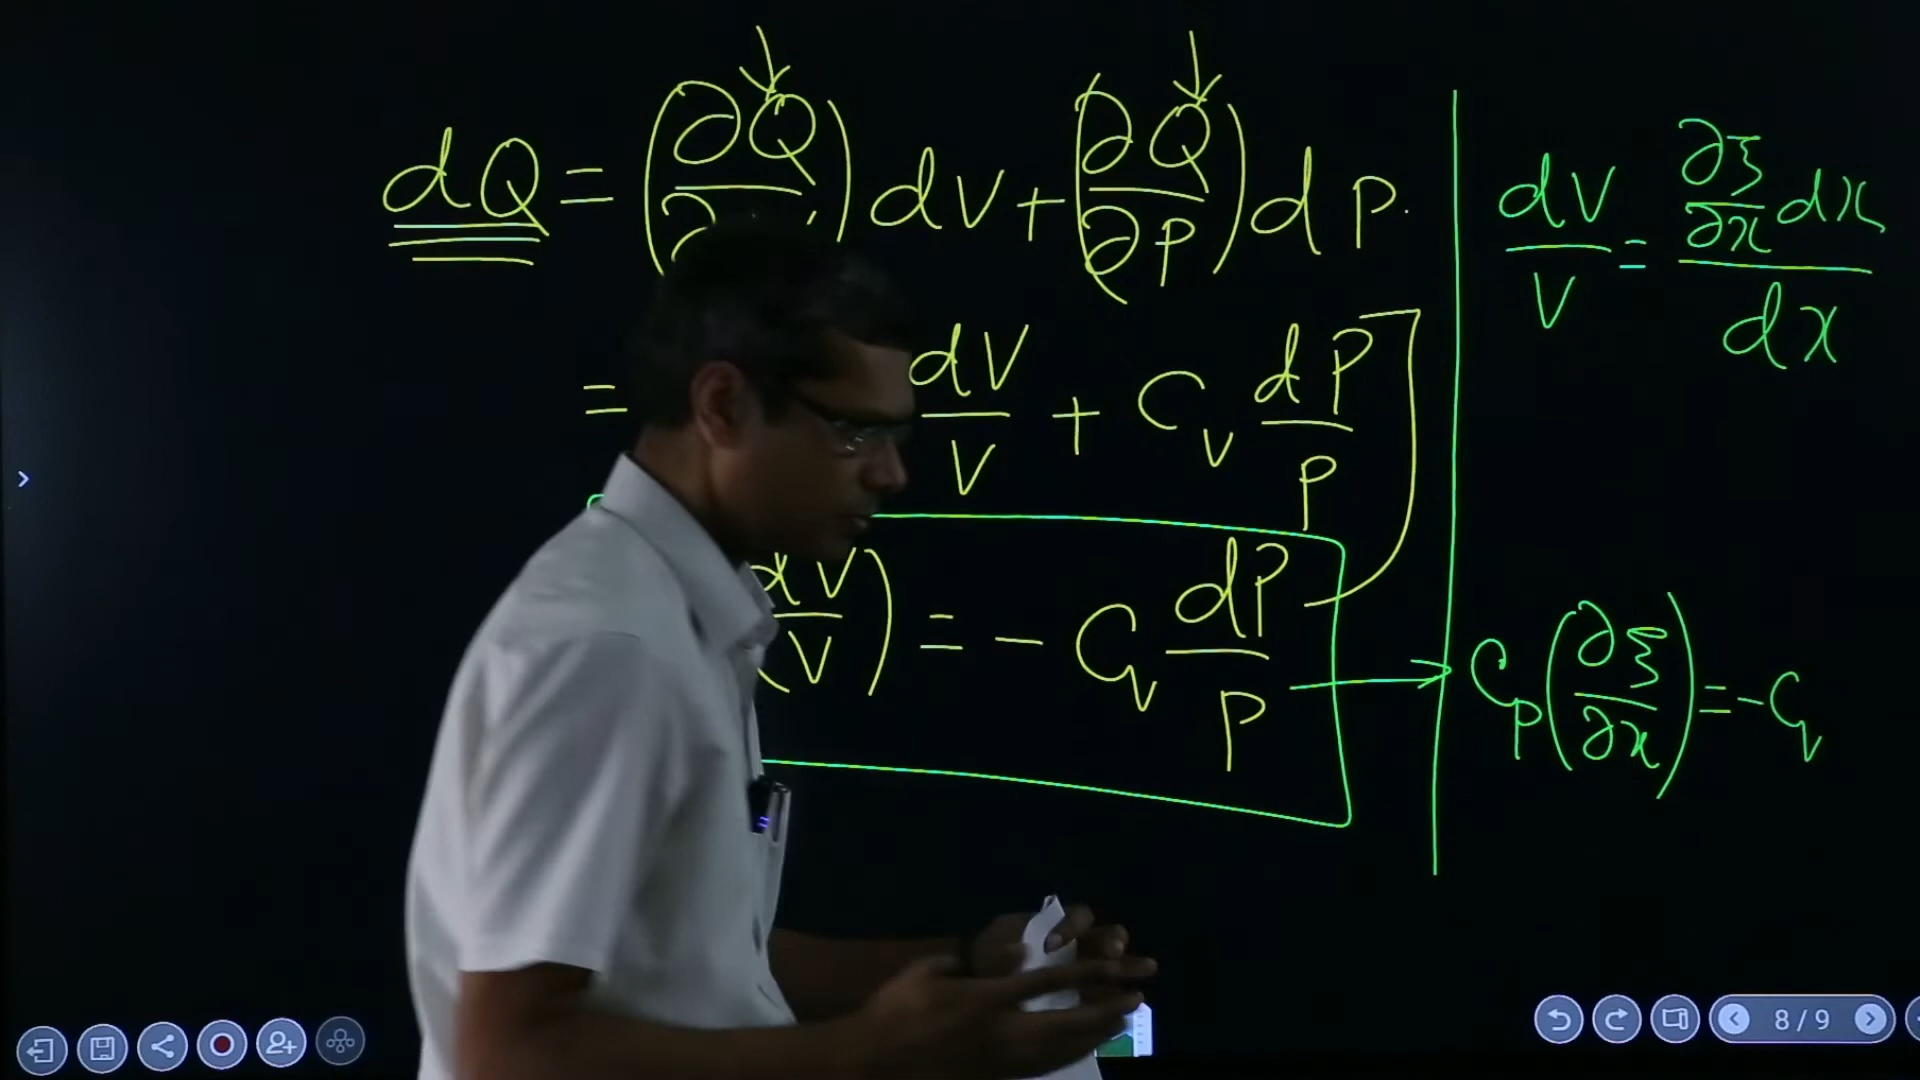 dQ = (∂Q/∂ ) dV + (∂Q/∂P) dP.
= dV/V + C_V dP/P
(dV/V) = - C_V dP/P
dV/V = ∂ξ/∂x dx / dx
C_P (∂ξ/∂x) = - C_V
8/9